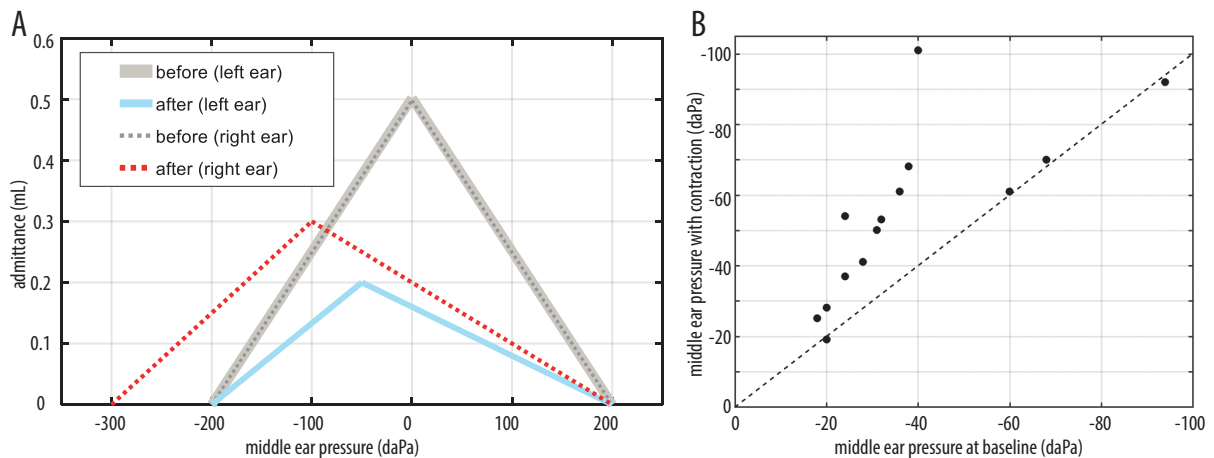 A
admittance (mL)
0.6
0.5
0.4
0.3
0.2
0.1
0
before (left ear)
after (left ear)
before (right ear)
after (right ear)
-300
-200
-100
0
100
200
middle ear pressure (daPa)
B
middle ear pressure with contraction (daPa)
-100
-80
-60
-40
-20
0
0
-20
-40
-60
-80
-100
middle ear pressure at baseline (daPa)